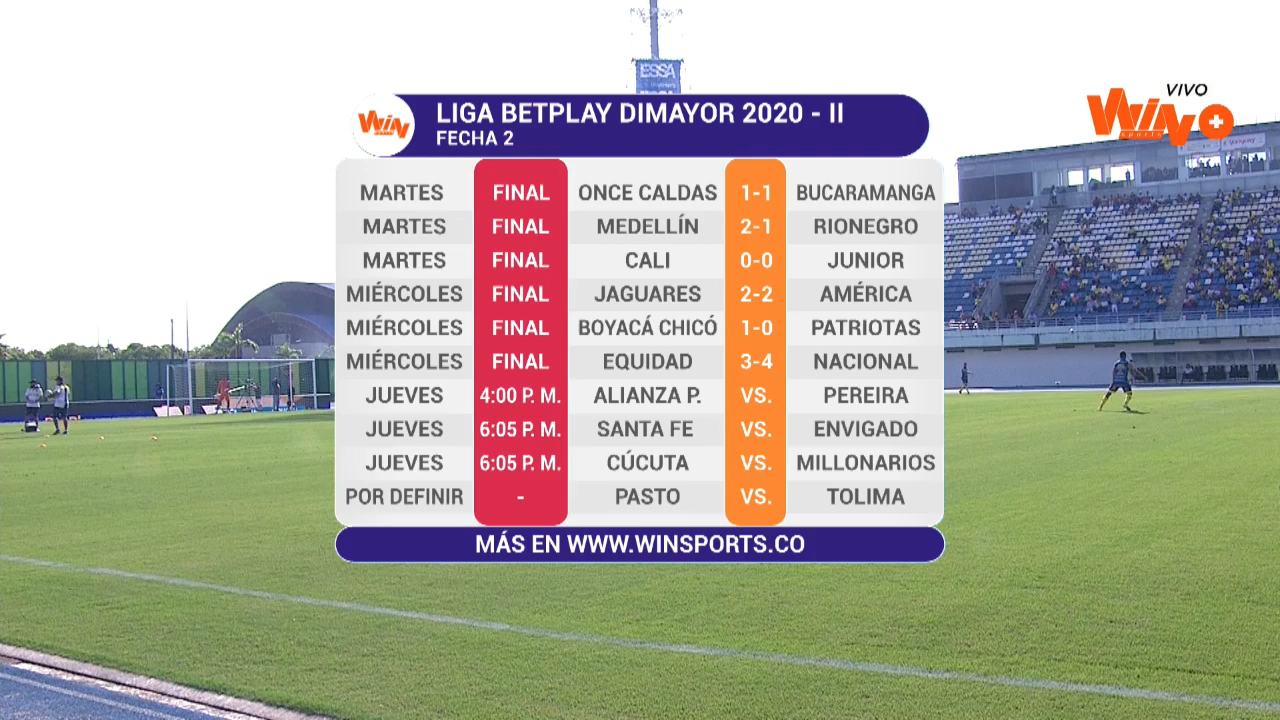 ESSA
VIVO
Win
sports
+
Win
LIGA BETPLAY DIMAYOR 2020 - II
FECHA 2
MARTES FINAL ONCE CALDAS 1-1 BUCARAMANGA
MARTES FINAL MEDELLÍN 2-1 RIONEGRO
MARTES FINAL CALI 0-0 JUNIOR
MIÉRCOLES FINAL JAGUARES 2-2 AMÉRICA
MIÉRCOLES FINAL BOYACÁ CHICÓ 1-0 PATRIOTAS
MIÉRCOLES FINAL EQUIDAD 3-4 NACIONAL
JUEVES 4:00 P. M. ALIANZA P. VS. PEREIRA
JUEVES 6:05 P. M. SANTA FE VS. ENVIGADO
JUEVES 6:05 P. M. CÚCUTA VS. MILLONARIOS
POR DEFINIR - PASTO VS. TOLIMA
MÁS EN WWW.WINSPORTS.CO